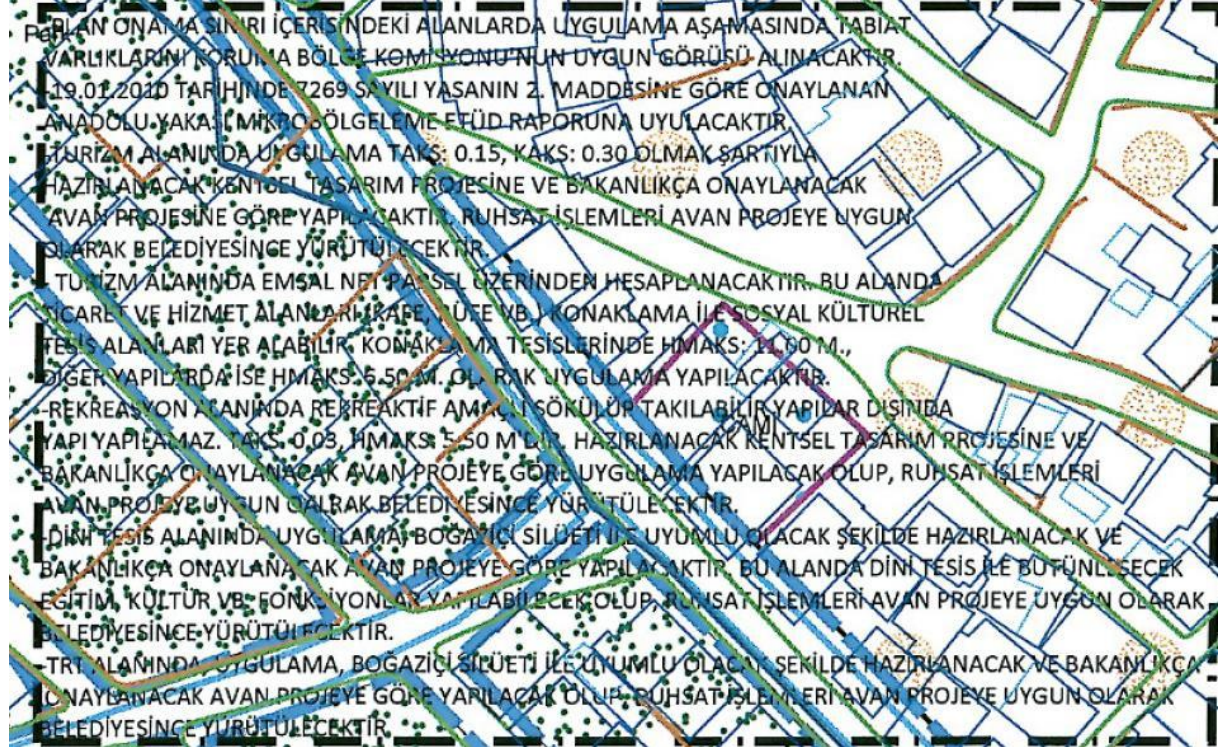 -PLAN ONAMA SINIRI İÇERİSİNDEKİ ALANLARDA UYGULAMA AŞAMASINDA TABİAT
VARLIKLARINI KORUMA BÖLGE KOMİSYONU'NUN UYGUN GÖRÜŞÜ ALINACAKTIR.
-19.01.2010 TARİHİNDE 7269 SAYILI YASANIN 2. MADDESİNE GÖRE ONAYLANAN
ANADOLU YAKASI MİKROBÖLGELEME ETÜD RAPORUNA UYULACAKTIR.
-TURİZM ALANINDA UYGULAMA TAKS: 0.15, KAKS: 0.30 OLMAK ŞARTIYLA
HAZIRLANACAK KENTSEL TASARIM PROJESİNE VE BAKANLIKÇA ONAYLANACAK
AVAN PROJESİNE GÖRE YAPILACAKTIR. RUHSAT İŞLEMLERİ AVAN PROJEYE UYGUN
OLARAK BELEDİYESİNCE YÜRÜTÜLECEKTİR.
- TURİZM ALANINDA EMSAL NET PARSEL ÜZERİNDEN HESAPLANACAKTIR. BU ALANDA
TİCARET VE HİZMET ALANLARI (KAFE, BÜFE VB.) KONAKLAMA İLE SOSYAL KÜLTÜREL
TESİS ALANLARI YER ALABİLİR. KONAKLAMA TESİSLERİNDE HMAKS: 11.00 M.,
DİĞER YAPILARDA İSE HMAKS: 5.50 M. OLARAK UYGULAMA YAPILACAKTIR.
-REKREASYON ALANINDA REKREAKTİF AMAÇLI SÖKÜLÜP TAKILABİLİR YAPILAR DIŞINDA
CAMİ
YAPI YAPILAMAZ. TAKS: 0.03, HMAKS: 5.50 M'DİR. HAZIRLANACAK KENTSEL TASARIM PROJESİNE VE
BAKANLIKÇA ONAYLANACAK AVAN PROJEYE GÖRE UYGULAMA YAPILACAK OLUP, RUHSAT İŞLEMLERİ
AVAN PROJEYE UYGUN OALRAK BELEDİYESİNCE YÜRÜTÜLECEKTİR.
-DİNİ TESİS ALANINDA UYGULAMA, BOĞAZİÇİ SİLÜETİ İLE UYUMLU OLACAK ŞEKİLDE HAZIRLANACAK VE
BAKANLIKÇA ONAYLANACAK AVAN PROJEYE GÖRE YAPILACAKTIR. BU ALANDA DİNİ TESİS İLE BÜTÜNLEŞECEK
EĞİTİM, KÜLTÜR VB. FONKSİYONLAR YAPILABİLECEK OLUP, RUHSAT İŞLEMLERİ AVAN PROJEYE UYGUN OLARAK
BELEDİYESİNCE YÜRÜTÜLECEKTİR.
-TRT ALANINDA UYGULAMA, BOĞAZİÇİ SİLÜETİ İLE UYUMLU OLACAK ŞEKİLDE HAZIRLANACAK VE BAKANLIKÇA
ONAYLANACAK AVAN PROJEYE GÖRE YAPILACAK OLUP, RUHSAT İŞLEMLERİ AVAN PROJEYE UYGUN OLARAK
BELEDİYESİNCE YÜRÜTÜLECEKTİR.